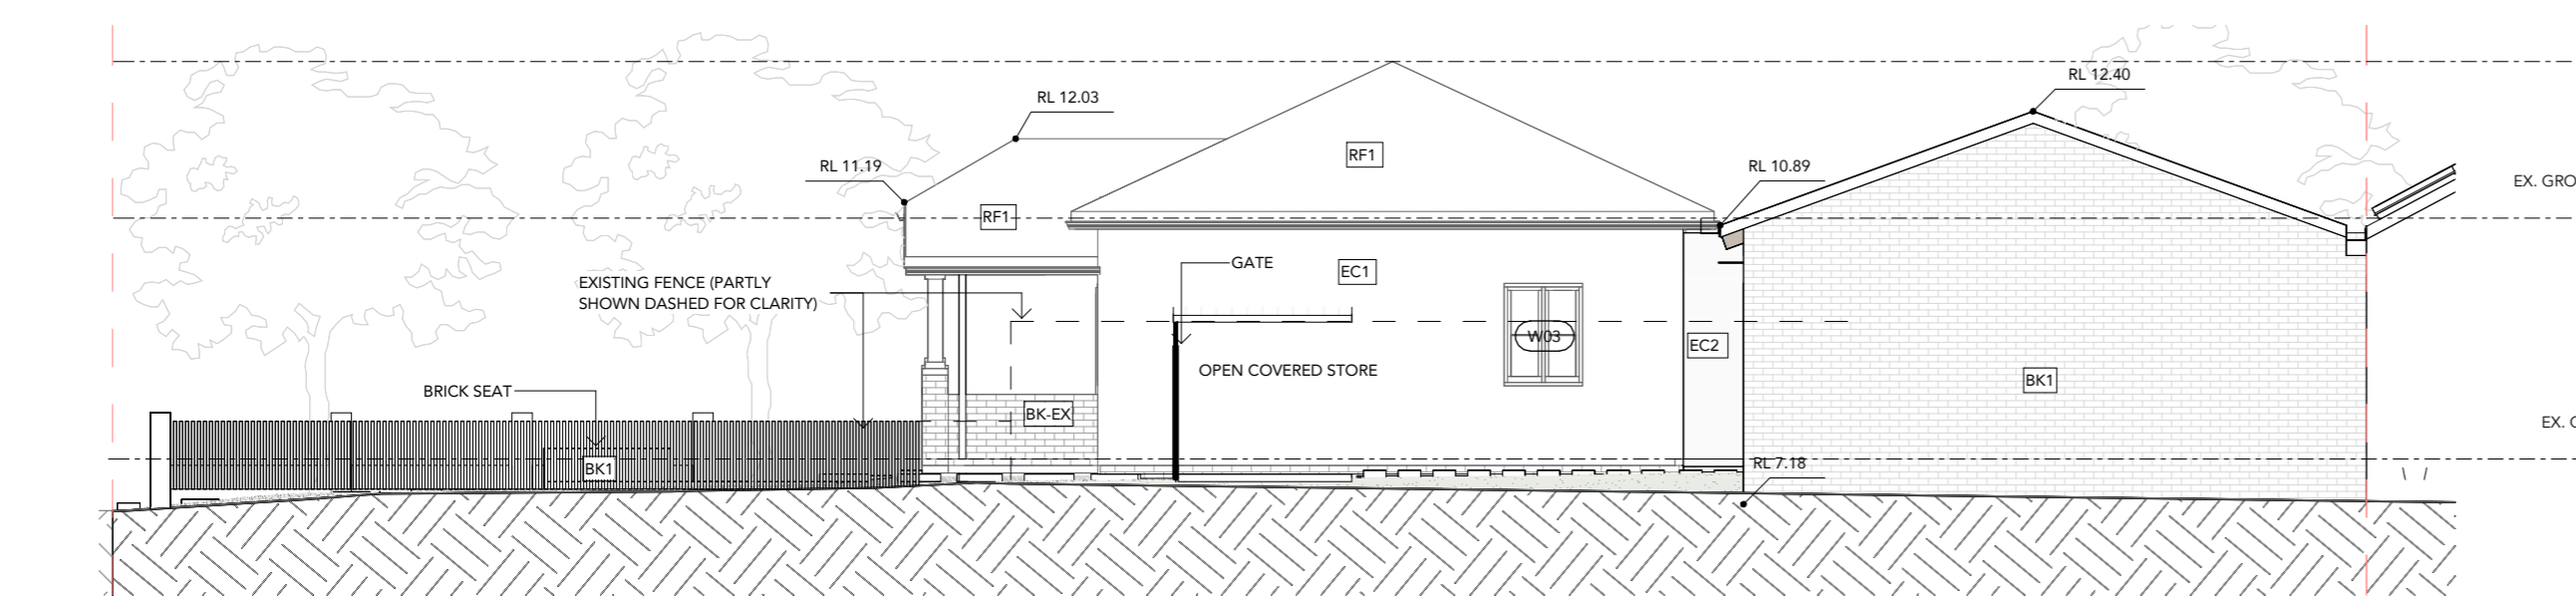 RL 12.40
RL 12.03
RF1
RL 11.19
RL 10.89
EX. GRO
RF1
GATE
EC1
EXISTING FENCE (PARTLY
SHOWN DASHED FOR CLARITY)
W03
EC2
OPEN COVERED STORE
BK1
BRICK SEAT
BK-EX
EX. G
BK1
RL 7.18